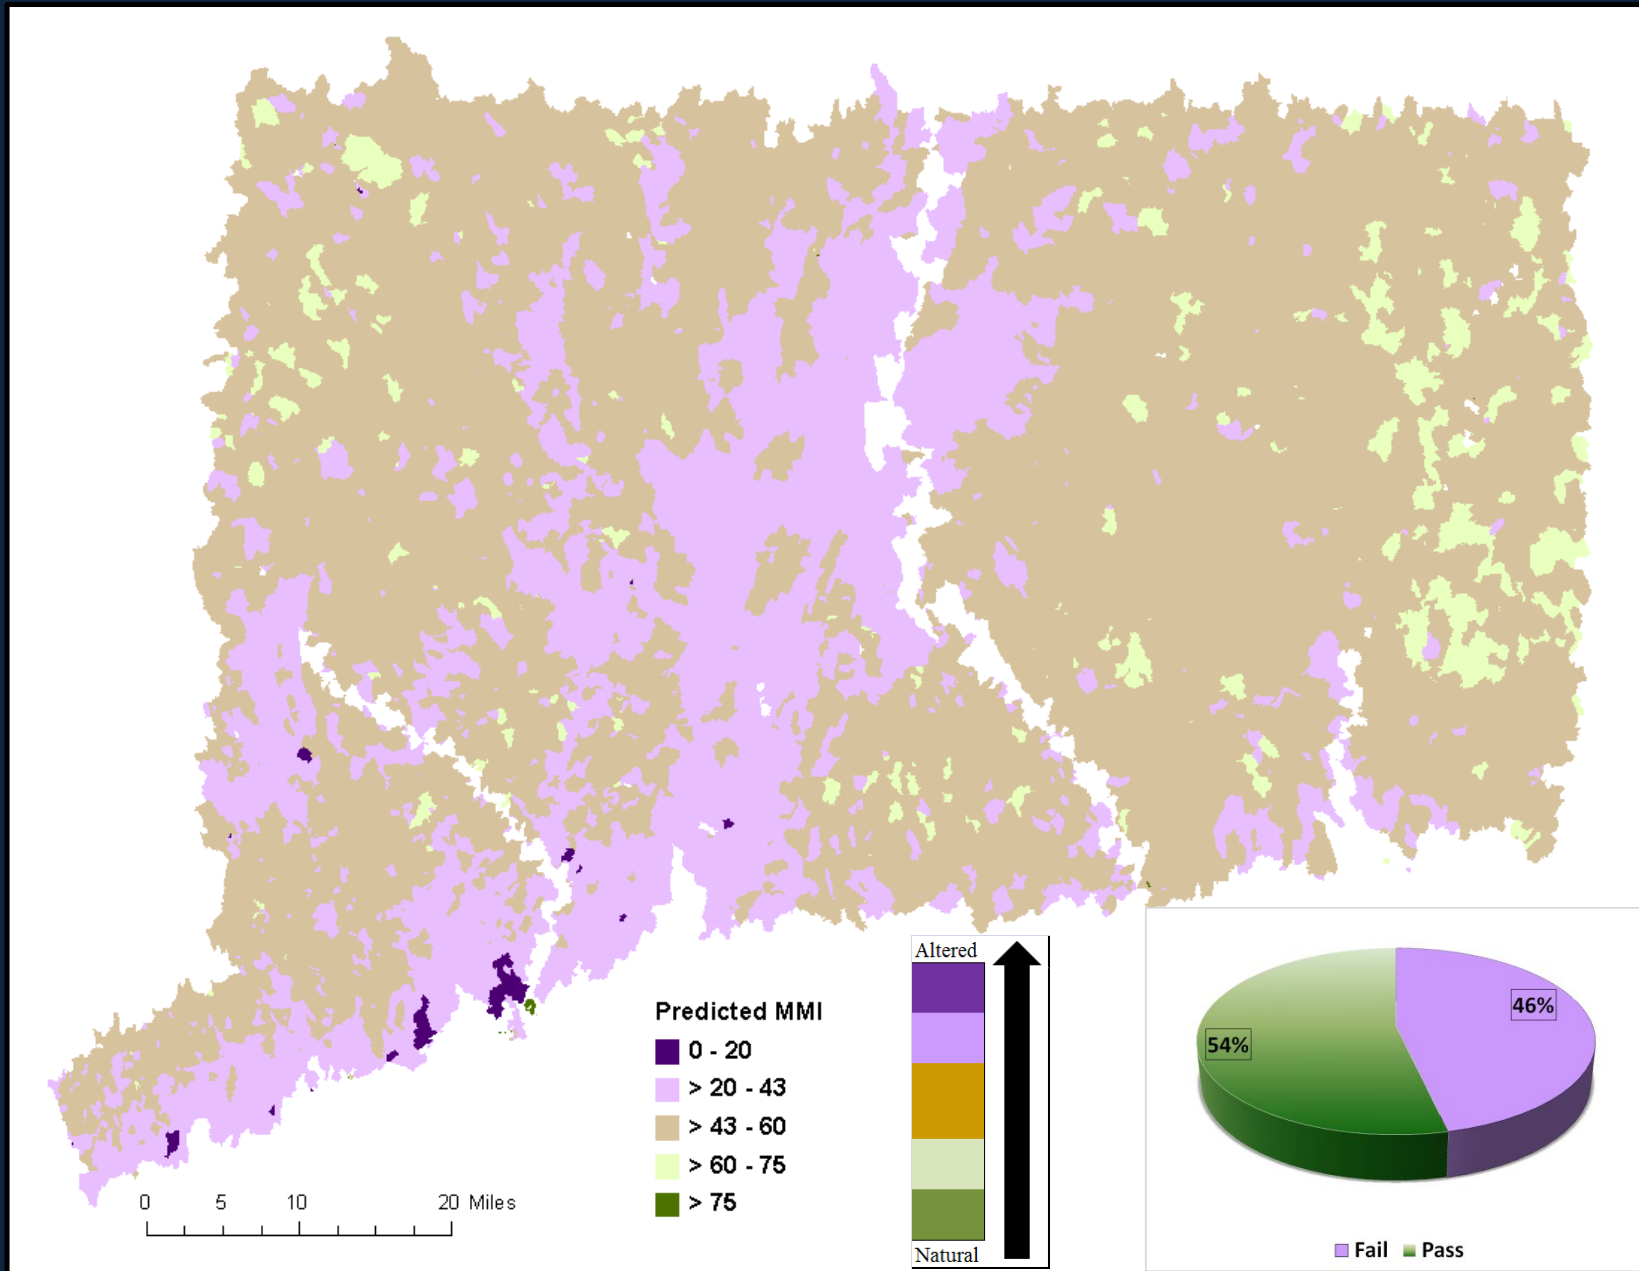 Predicted MMI
0 - 20
> 20 - 43
> 43 - 60
> 60 - 75
> 75
0 5 10 20 Miles
Altered
Natural
46%
54%
Fail Pass